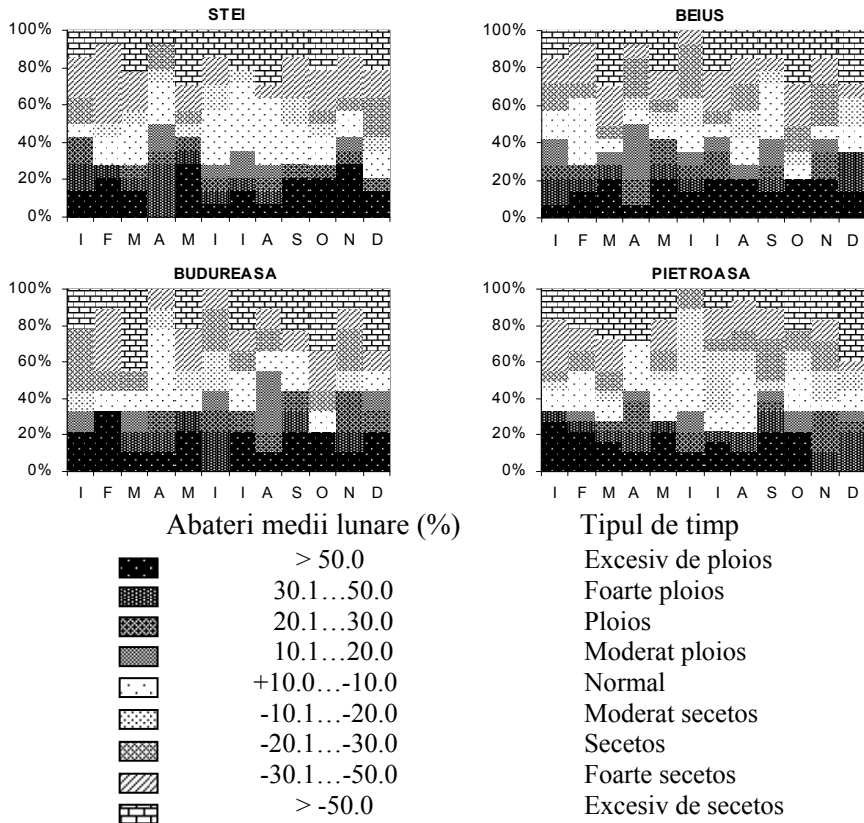 STEI
100%
80%
60%
40%
20%
0%
I F M A M I I A S O N D
BEIUS
100%
80%
60%
40%
20%
0%
I F M A M I I A S O N D
BUDUREASA
100%
80%
60%
40%
20%
0%
I F M A M I I A S O N D
PIETROASA
100%
80%
60%
40%
20%
0%
I F M A M I I A S O N D
Abateri medii lunare (%) Tipul de timp
> 50.0 Excesiv de ploios
30.1…50.0 Foarte ploios
20.1…30.0 Ploios
10.1…20.0 Moderat ploios
+10.0…-10.0 Normal
-10.1…-20.0 Moderat secetos
-20.1…-30.0 Secetos
-30.1…-50.0 Foarte secetos
> -50.0 Excesiv de secetos